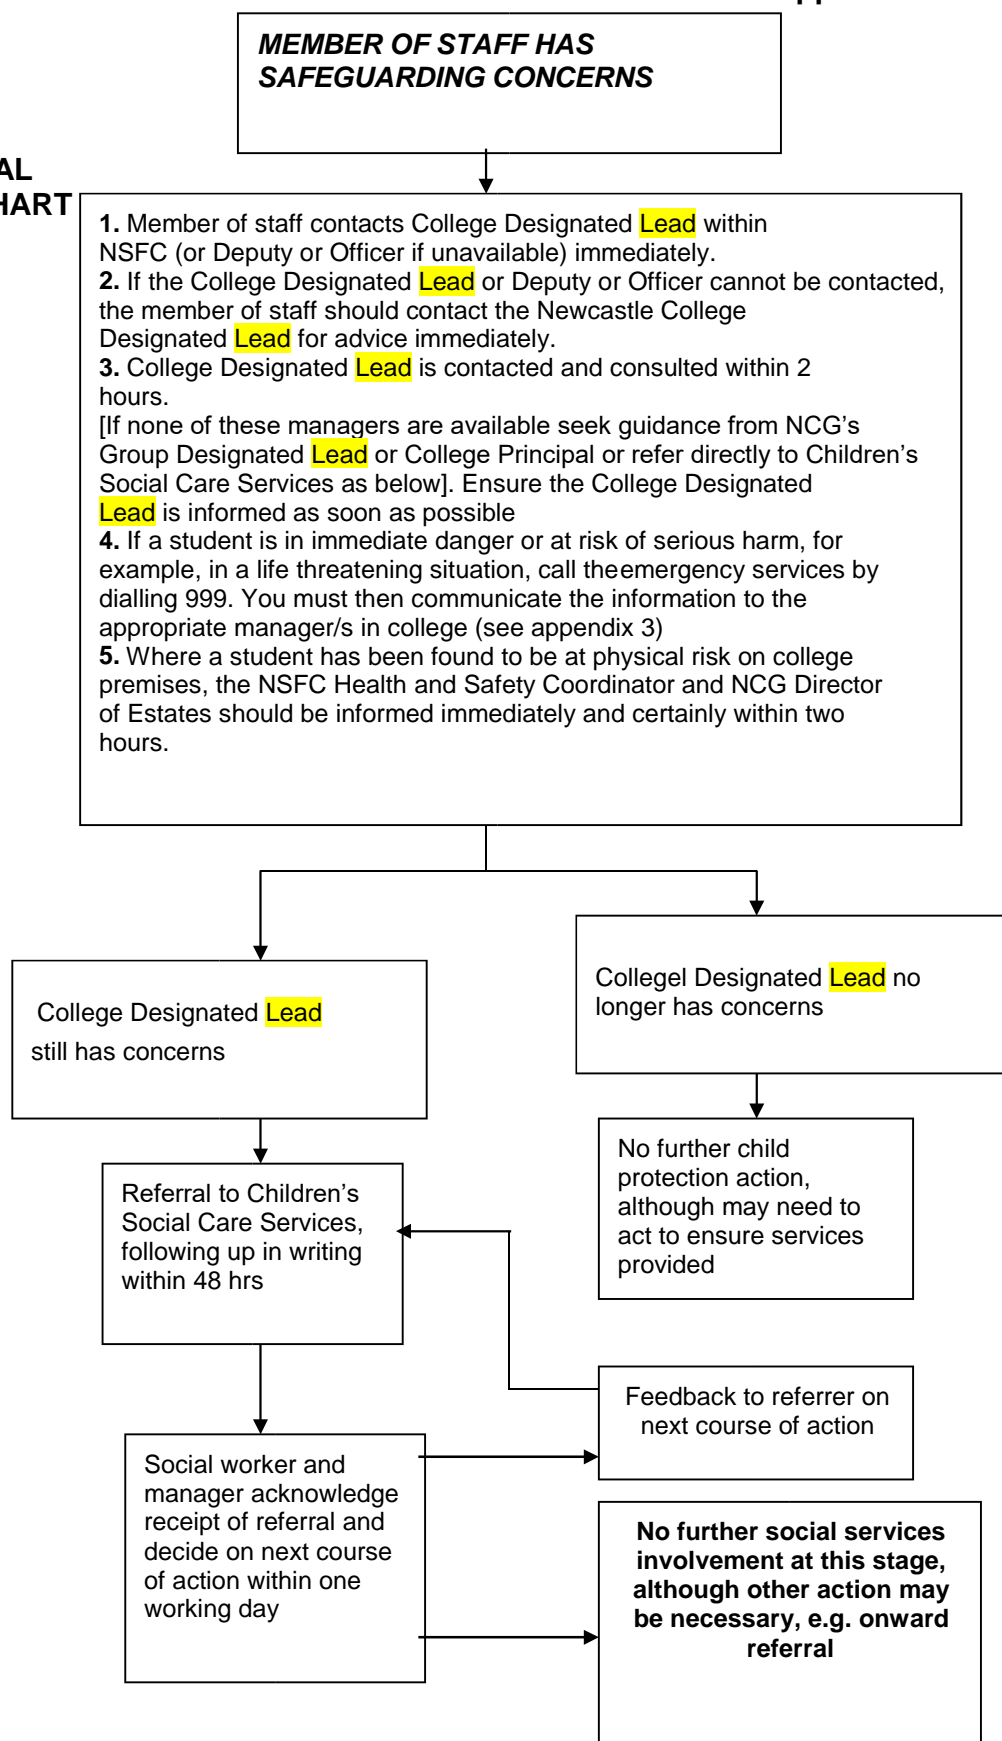 MEMBER OF STAFF HAS
SAFEGUARDING CONCERNS
AL
HART
1. Member of staff contacts College Designated Lead within
NSFC (or Deputy or Officer if unavailable) immediately.
2. If the College Designated Lead or Deputy or Officer cannot be contacted,
the member of staff should contact the Newcastle College
Designated Lead for advice immediately.
3. College Designated Lead is contacted and consulted within 2
hours.
[If none of these managers are available seek guidance from NCG’s
Group Designated Lead or College Principal or refer directly to Children’s
Social Care Services as below]. Ensure the College Designated
Lead is informed as soon as possible
4. If a student is in immediate danger or at risk of serious harm, for
example, in a life threatening situation, call theemergency services by
dialling 999. You must then communicate the information to the
appropriate manager/s in college (see appendix 3)
5. Where a student has been found to be at physical risk on college
premises, the NSFC Health and Safety Coordinator and NCG Director
of Estates should be informed immediately and certainly within two
hours.
College Designated Lead
still has concerns
Collegel Designated Lead no
longer has concerns
Referral to Children’s
Social Care Services,
following up in writing
within 48 hrs
No further child
protection action,
although may need to
act to ensure services
provided
Feedback to referrer on
next course of action
Social worker and
manager acknowledge
receipt of referral and
decide on next course
of action within one
working day
No further social services
involvement at this stage,
although other action may
be necessary, e.g. onward
referral